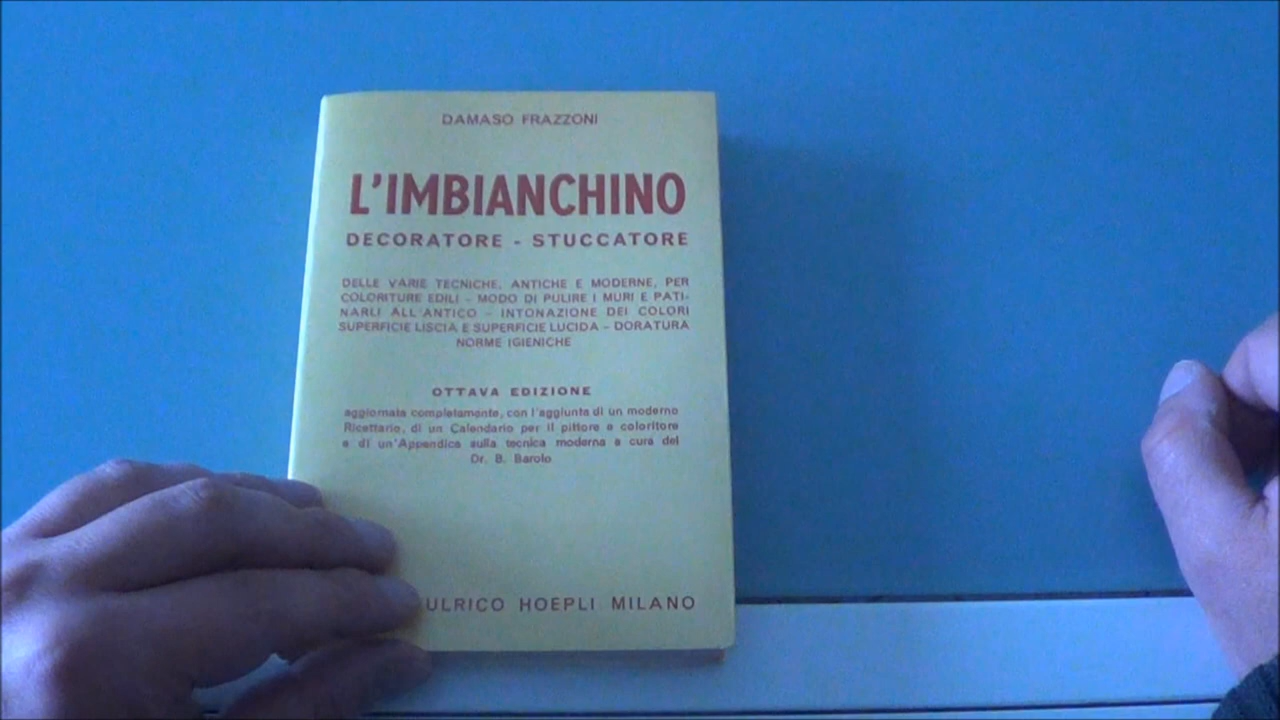 DAMASO FRAZZONI
L'IMBIANCHINO
DECORATORE - STUCCATORE
DELLE VARIE TECNICHE, ANTICHE E MODERNE, PER
COLORITURE EDILI - MODO DI PULIRE I MURI E PATI-
NARLI ALL'ANTICO - INTONAZIONE DEI COLORI
SUPERFICIE LISCIA E SUPERFICIE LUCIDA - DORATURA
NORME IGIENICHE
OTTAVA EDIZIONE
aggiornata completamente, con l'aggiunta di un moderno
Ricettario, di un Calendario per il pittore e coloritore
e di un'Appendice sulla tecnica moderna a cura del
Dr. B. Barolo
ULRICO HOEPLI MILANO